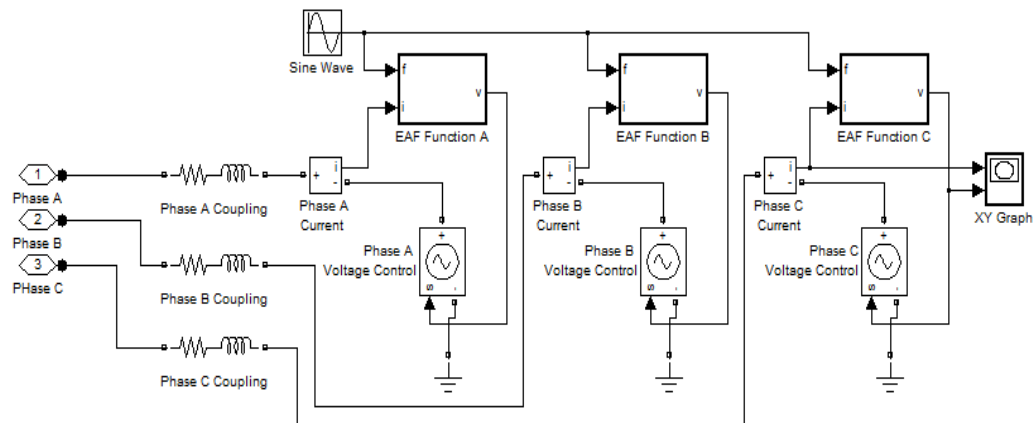 Sine Wave
f
i
v
EAF Function A
f
i
v
EAF Function B
f
i
v
EAF Function C
XY Graph
1
Phase A
Phase A Coupling
+
i
-
Phase A
Current
+
i
-
Phase B
Current
+
i
-
Phase C
Current
2
Phase B
Phase B Coupling
3
PHase C
Phase C Coupling
Phase A
Voltage Control
+
s
-
Phase B
Voltage Control
+
s
-
Phase C
Voltage Control
+
s
-